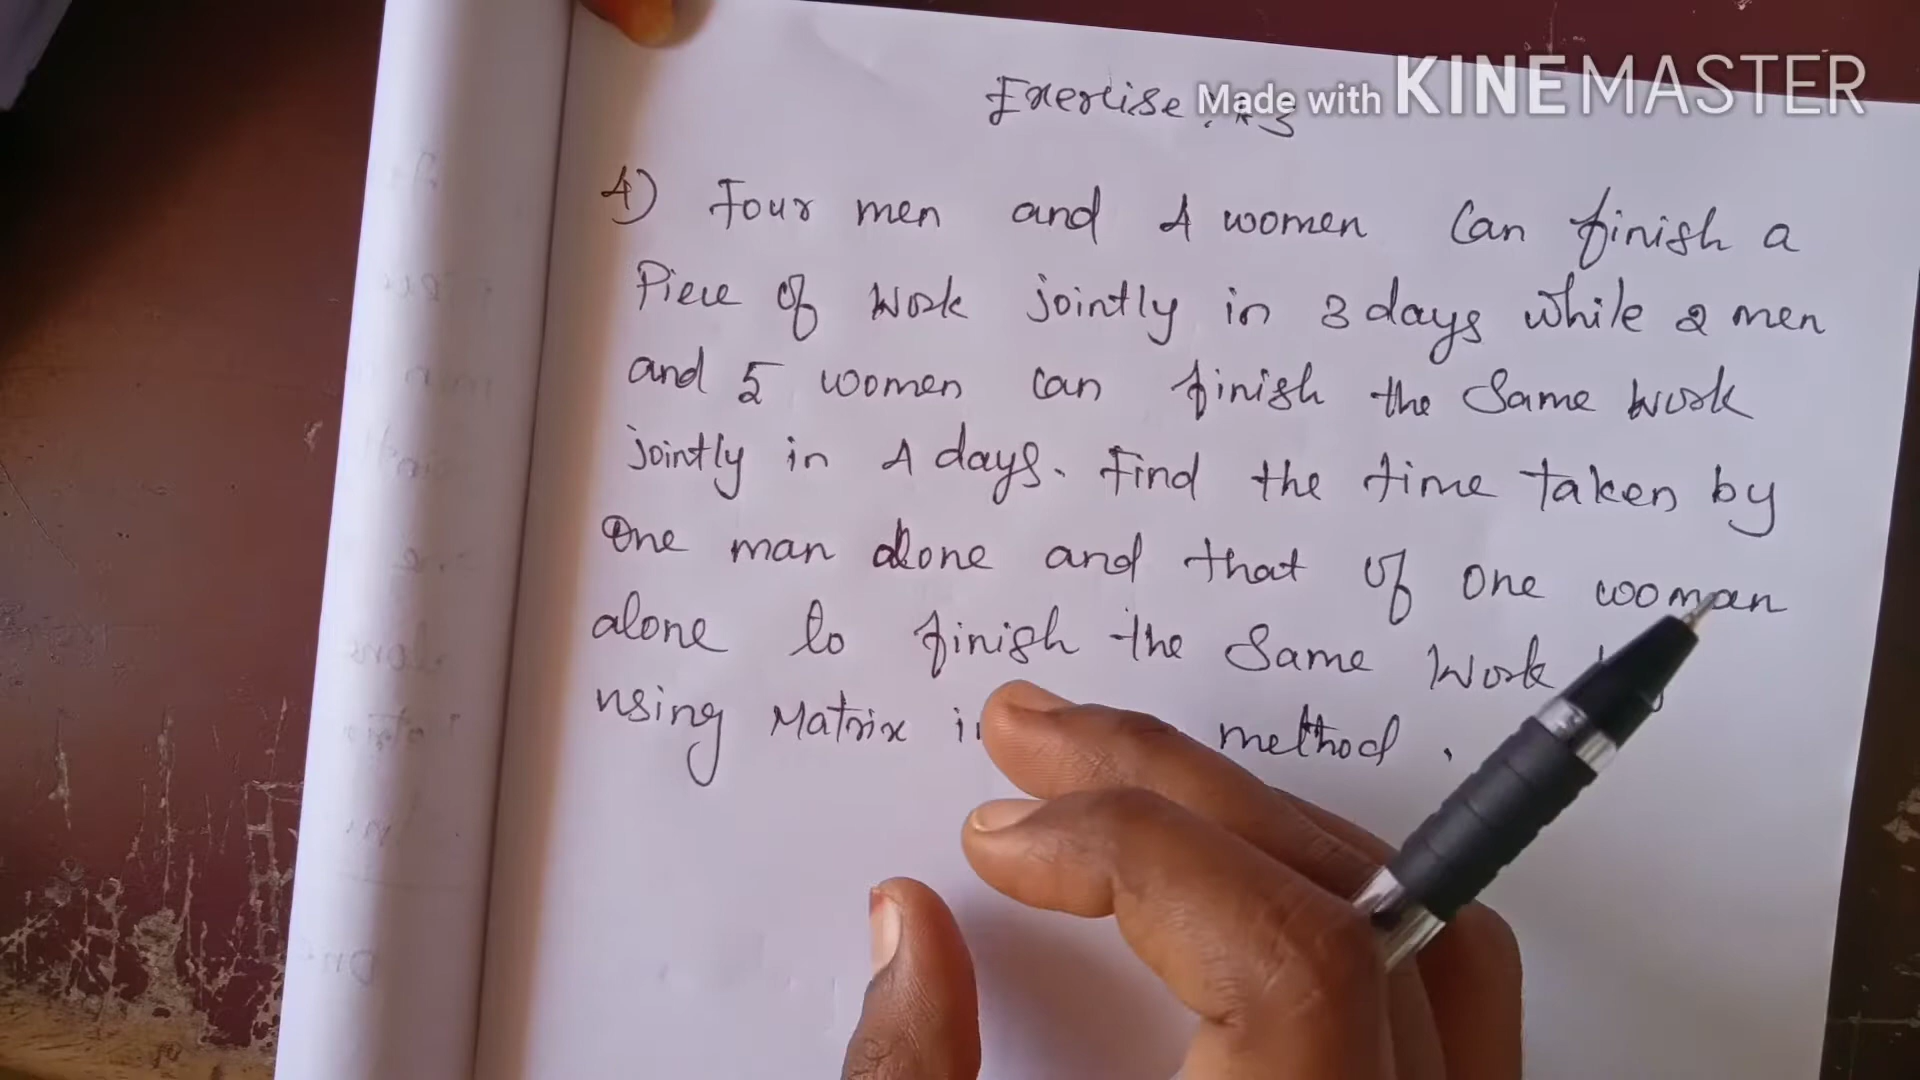 Exercise
Made with KINEMASTER
4) Four men and 4 women can finish a
Piece of work jointly in 3 days while 2 men
and 5 women can finish the same work
jointly in 4 days. Find the time taken by
One man alone and that of one woman
alone to finish the same work
using Matrix method.